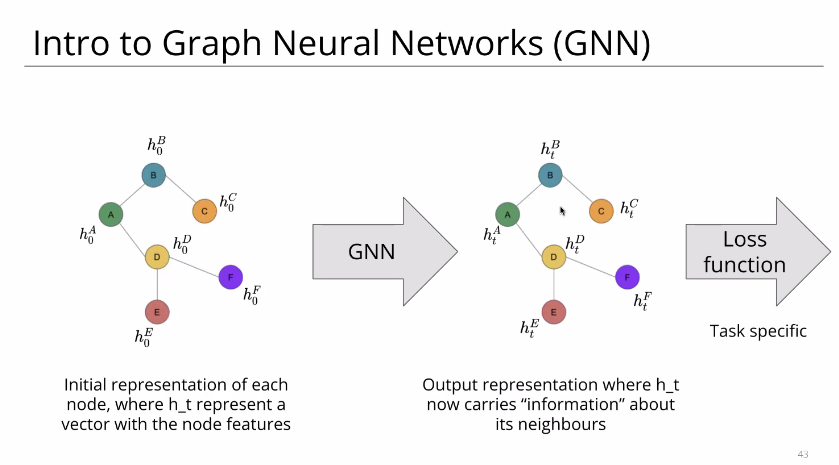 Intro to Graph Neural Networks (GNN)
h_0^B
B
h_0^C
C
A
h_0^A
h_0^D
D
F
h_0^F
E
h_0^E
GNN
h_t^B
B
C
h_t^C
A
h_t^A
h_t^D
D
F
h_t^F
E
h_t^E
Loss
function
Task specific
Initial representation of each
node, where h_t represent a
vector with the node features
Output representation where h_t
now carries “information” about
its neighbours
43